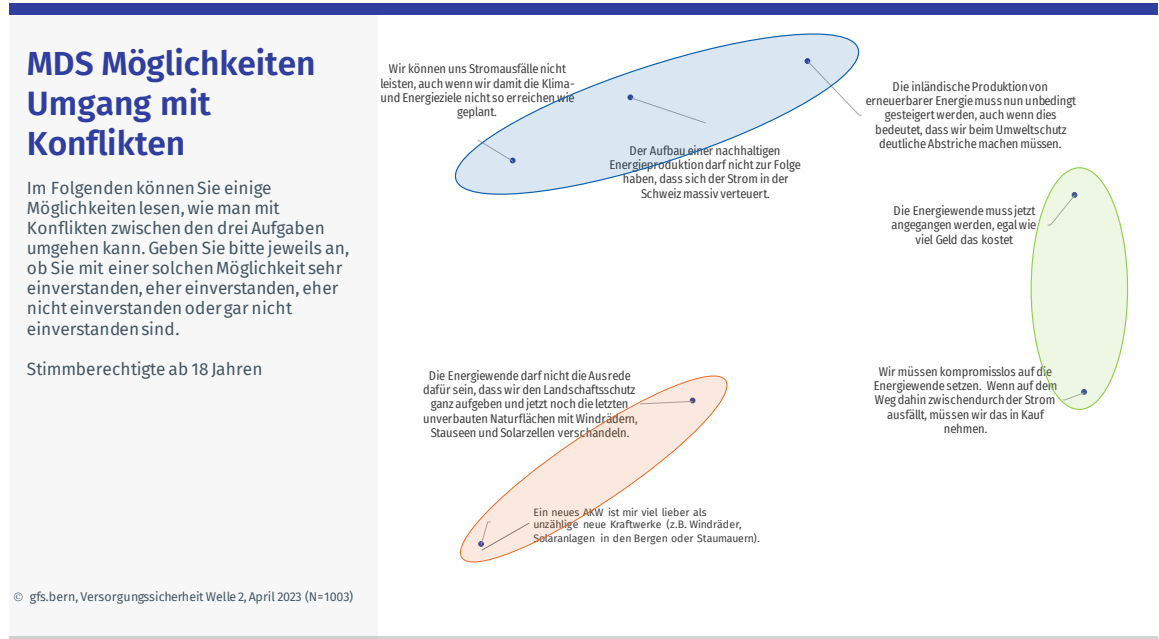 MDS Möglichkeiten
Umgang mit
Konflikten
Im Folgenden können Sie einige
Möglichkeiten lesen, wie man mit
Konflikten zwischen den drei Aufgaben
umgehen kann. Geben Sie bitte jeweils an,
ob Sie mit einer solchen Möglichkeit sehr
einverstanden, eher einverstanden, eher
nicht einverstanden oder gar nicht
einverstanden sind.
Stimmberechtigte ab 18 Jahren
© gfs.bern, Versorgungssicherheit Welle 2, April 2023 (N=1003)
Wir können uns Stromausfälle nicht
leisten, auch wenn wir damit die Klima-
und Energieziele nicht so erreichen wie
geplant.
Der Aufbau einer nachhaltigen
Energieproduktion darf nicht zur Folge
haben, dass sich der Strom in der
Schweiz massiv verteuert.
Die inländische Produktion von
erneuerbarer Energie muss nun unbedingt
gesteigert werden, auch wenn dies
bedeutet, dass wir beim Umweltschutz
deutliche Abstriche machen müssen.
Die Energiewende muss jetzt
angegangen werden, egal wie
viel Geld das kostet
Wir müssen kompromisslos auf die
Energiewende setzen. Wenn auf dem
Weg dahin zwischendurch der Strom
ausfällt, müssen wir das in Kauf
nehmen.
Die Energiewende darf nicht die Ausrede
dafür sein, dass wir den Landschaftsschutz
ganz aufgeben und jetzt noch die letzten
unverbauten Naturflächen mit Windrädern,
Stauseen und Solarzellen verschandeln.
Ein neues AKW ist mir viel lieber als
unzählige neue Kraftwerke (z.B. Windräder,
Solaranlagen in den Bergen oder Staumauern).